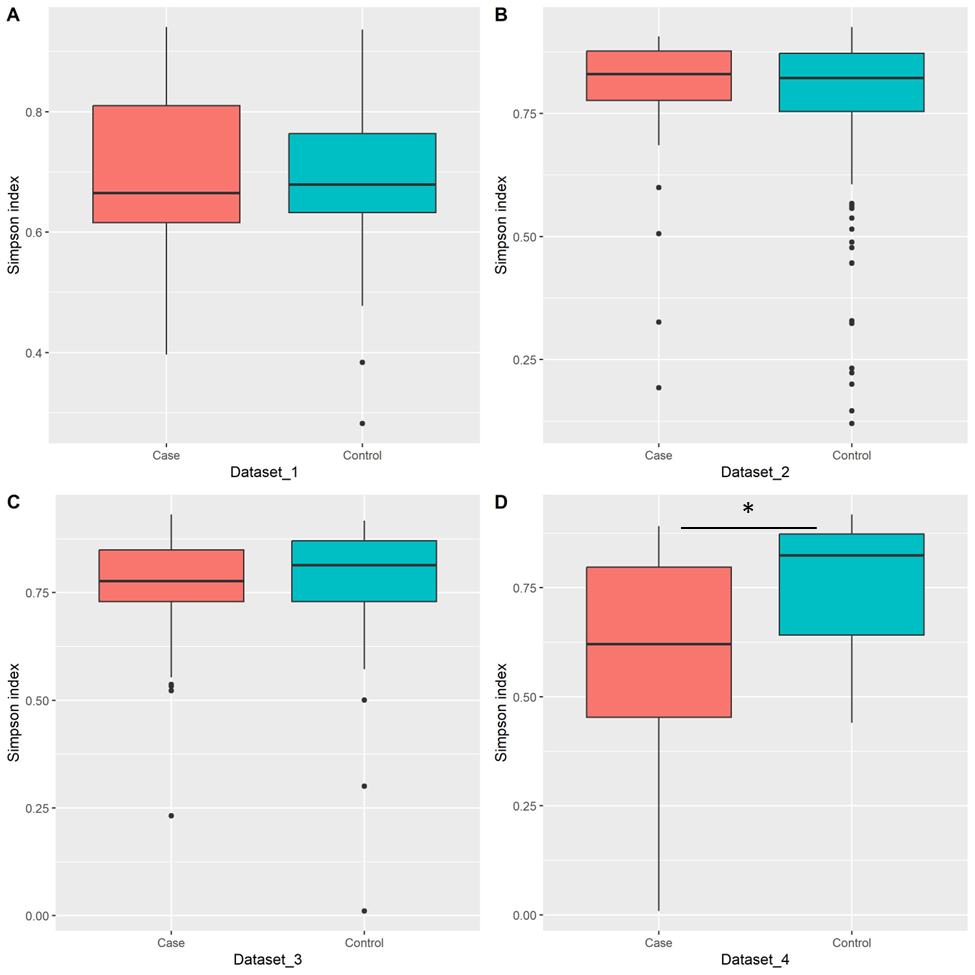 A
Simpson index
0.8
0.6
0.4
Case
Control
Dataset_1
B
Simpson index
0.75
0.50
0.25
Case
Control
Dataset_2
C
Simpson index
0.75
0.50
0.25
0.00
Case
Control
Dataset_3
D
*
Simpson index
0.75
0.50
0.25
0.00
Case
Control
Dataset_4